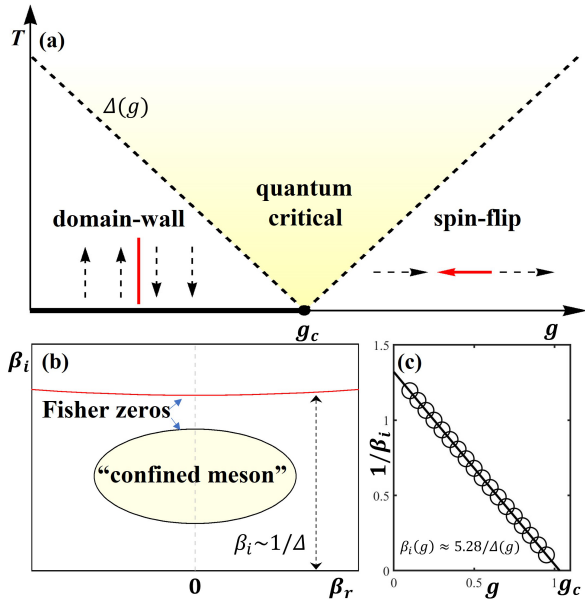 T
(a)
Δ(g)
quantum
critical
domain-wall
spin-flip
g_c
g
β_i
(b)
Fisher zeros
“confined meson”
β_i~1/Δ
0
β_r
(c)
1/β_i
1.5
1
0.5
0
β_i(g) ≈ 5.28/Δ(g)
0
0.5
1
g
g_c